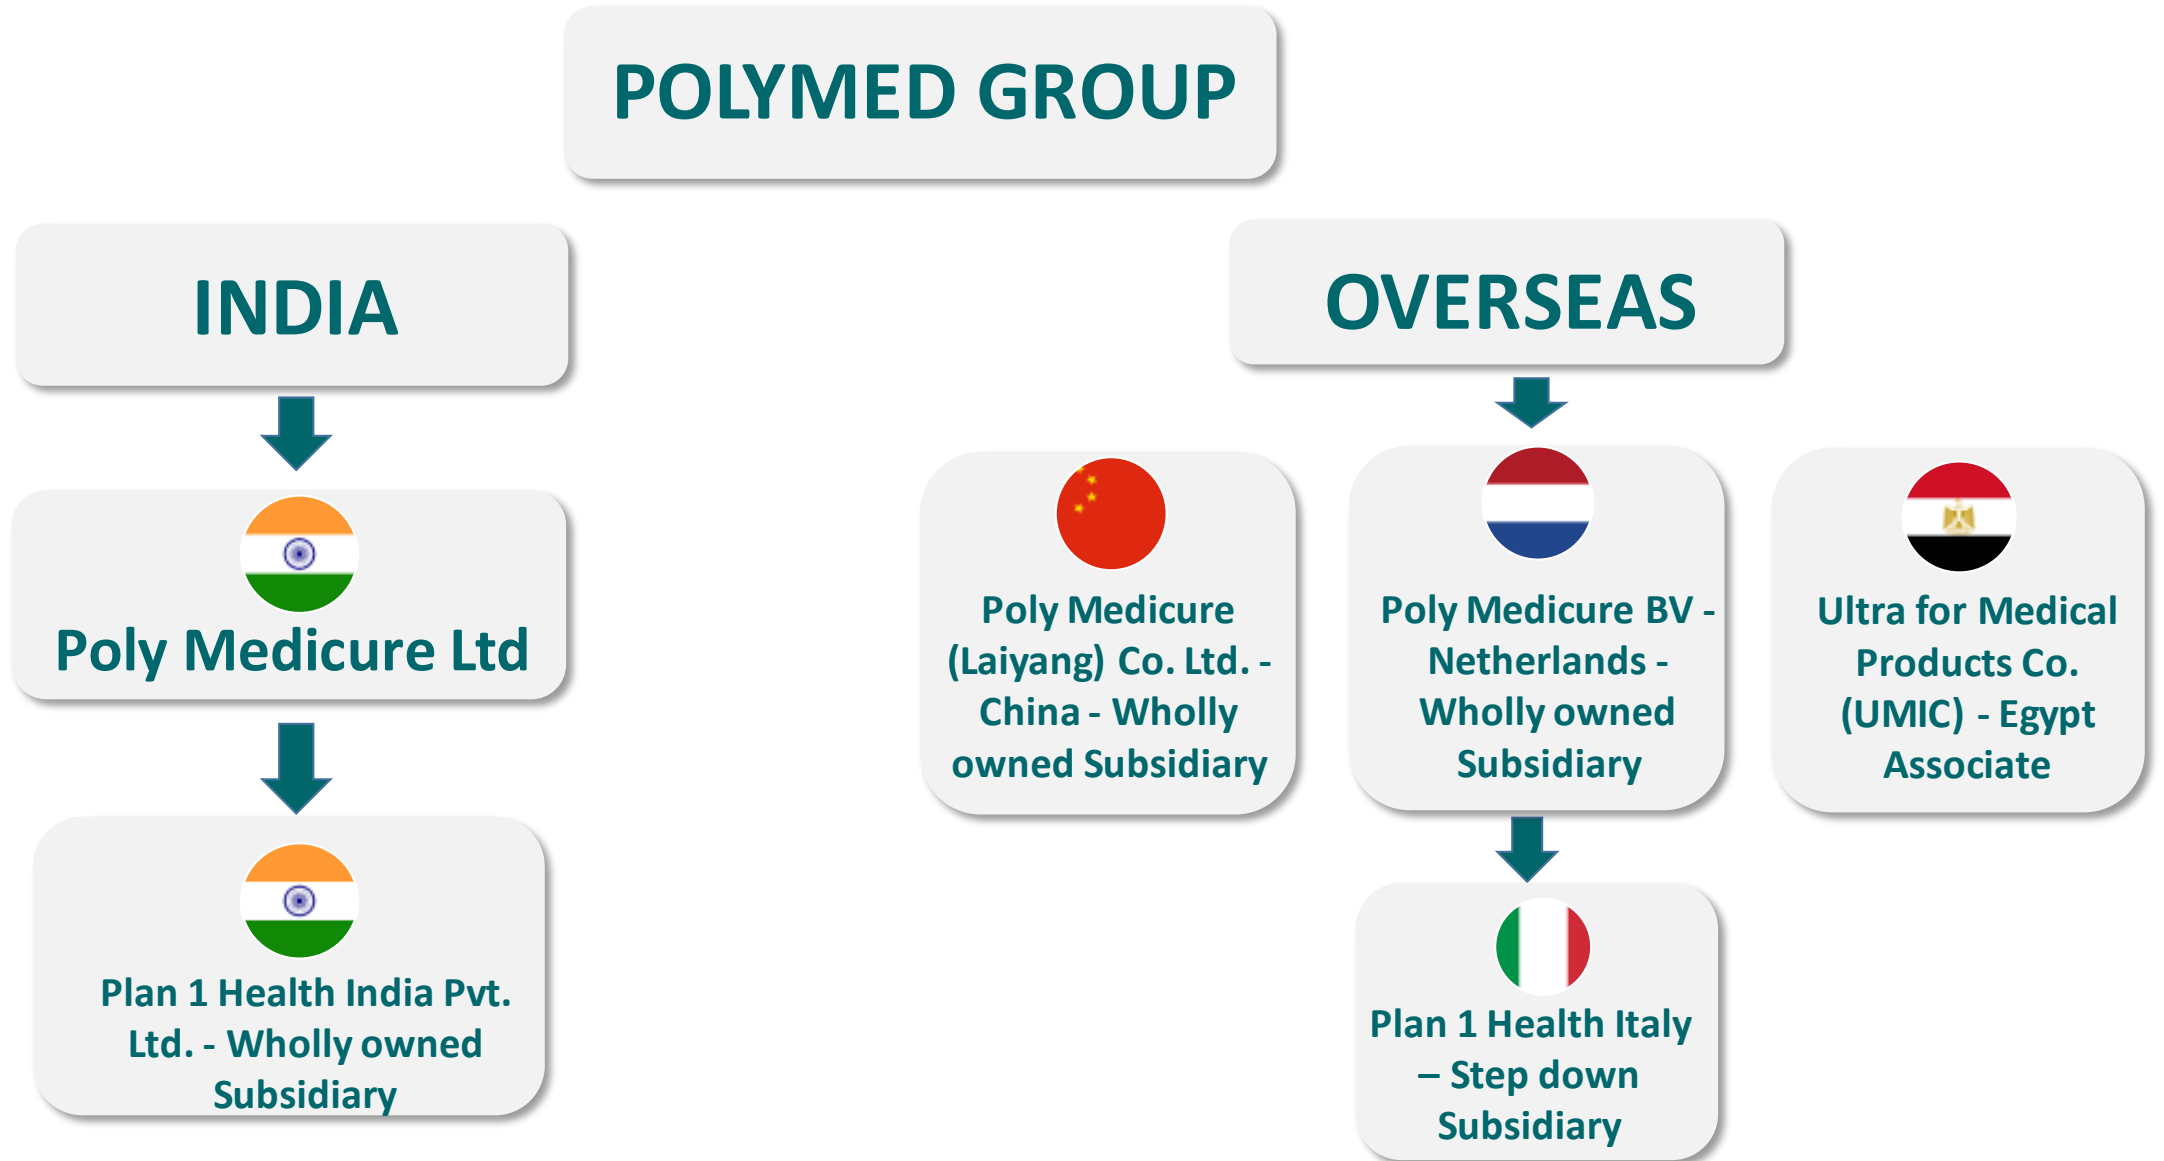 POLYMED GROUP
INDIA
OVERSEAS
Poly Medicure Ltd
Plan 1 Health India Pvt.
Ltd. - Wholly owned
Subsidiary
Poly Medicure
(Laiyang) Co. Ltd. -
China - Wholly
owned Subsidiary
Poly Medicure BV -
Netherlands -
Wholly owned
Subsidiary
Ultra for Medical
Products Co.
(UMIC) - Egypt
Associate
Plan 1 Health Italy
– Step down
Subsidiary